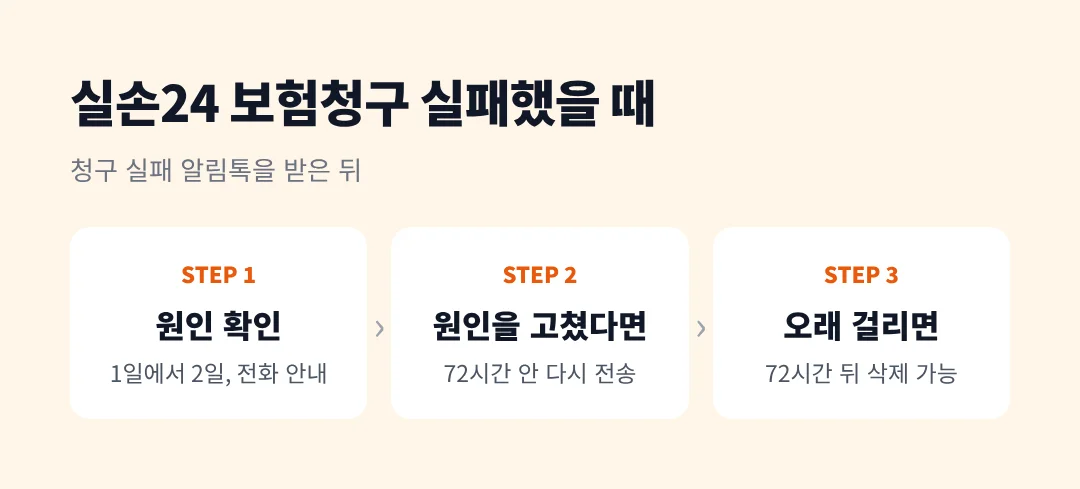 실손24 보험청구 실패했을 때
청구 실패 알림톡을 받은 뒤
STEP 1
원인 확인
1일에서 2일, 전화 안내
›
STEP 2
원인을 고쳤다면
72시간 안 다시 전송
›
STEP 3
오래 걸리면
72시간 뒤 삭제 가능